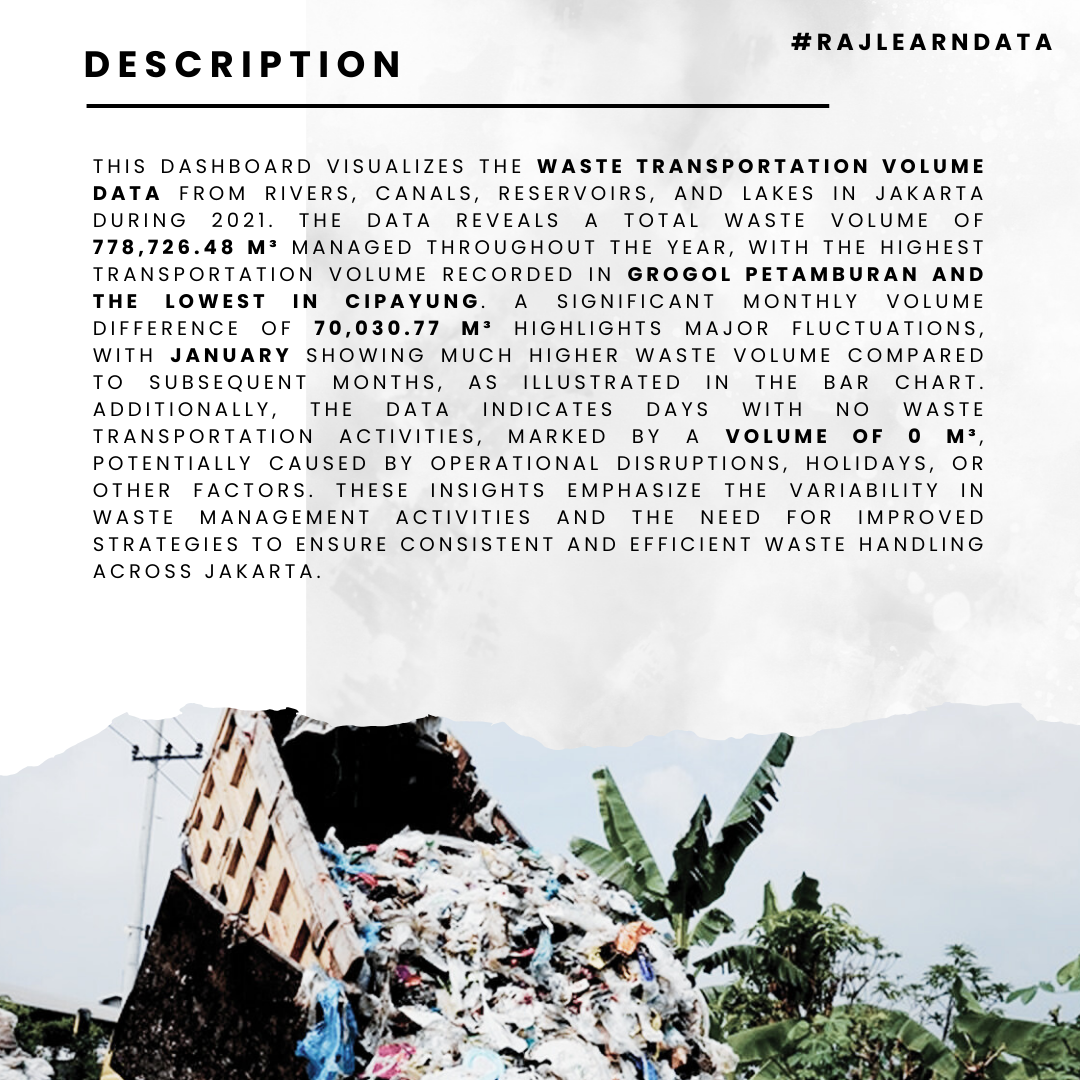 #RAJLEARNDATA
DESCRIPTION
THIS DASHBOARD VISUALIZES THE WASTE TRANSPORTATION VOLUME
DATA FROM RIVERS, CANALS, RESERVOIRS, AND LAKES IN JAKARTA
DURING 2021. THE DATA REVEALS A TOTAL WASTE VOLUME OF
778,726.48 M³ MANAGED THROUGHOUT THE YEAR, WITH THE HIGHEST
TRANSPORTATION VOLUME RECORDED IN GROGOL PETAMBURAN AND
THE LOWEST IN CIPAYUNG. A SIGNIFICANT MONTHLY VOLUME
DIFFERENCE OF 70,030.77 M³ HIGHLIGHTS MAJOR FLUCTUATIONS,
WITH JANUARY SHOWING MUCH HIGHER WASTE VOLUME COMPARED
TO SUBSEQUENT MONTHS, AS ILLUSTRATED IN THE BAR CHART.
ADDITIONALLY, THE DATA INDICATES DAYS WITH NO WASTE
TRANSPORTATION ACTIVITIES, MARKED BY A VOLUME OF 0 M³,
POTENTIALLY CAUSED BY OPERATIONAL DISRUPTIONS, HOLIDAYS, OR
OTHER FACTORS. THESE INSIGHTS EMPHASIZE THE VARIABILITY IN
WASTE MANAGEMENT ACTIVITIES AND THE NEED FOR IMPROVED
STRATEGIES TO ENSURE CONSISTENT AND EFFICIENT WASTE HANDLING
ACROSS JAKARTA.